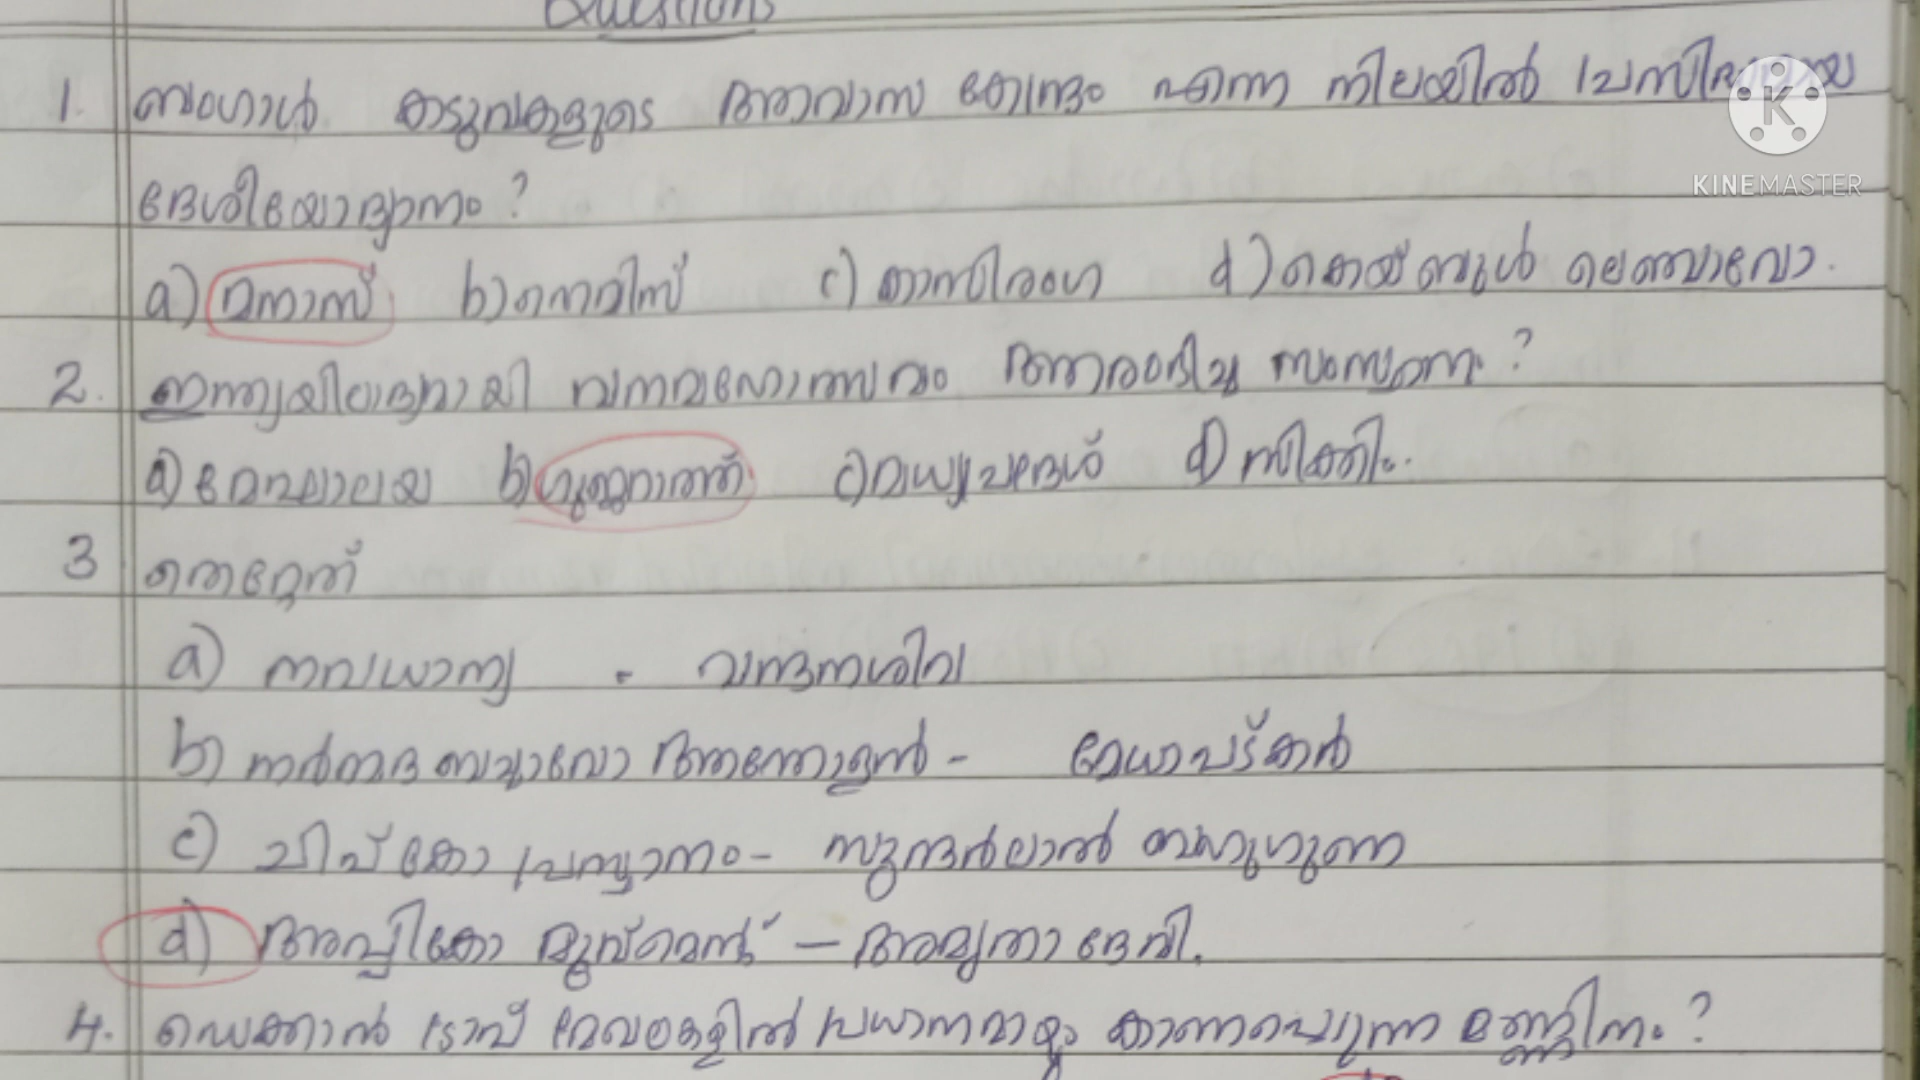 Questions
1. ബംഗാൾ കടുവകളുടെ ആവാസ കേന്ദ്രം എന്ന നിലയിൽ പ്രസിദ്ധമായ
ദേശീയോദ്യാനം ?
a) മനാസ് b) നെവിസ് c) കാസിരംഗ d) കെയ്ബുൾ ലെംബാവോ.
2. ഇന്ത്യയിലാദ്യമായി വനമഹോത്സവം ആരംഭിച്ച സംസ്ഥാനം ?
a) മേഘാലയ b) ഗുജറാത്ത് c) മധ്യപ്രദേശ് d) സിക്കിം.
3 തെറ്റേത്
a) നവധാന്യ - വന്ദനശിവ
b) നർമദ ബച്ചാവോ ആന്തോളൻ - മേധാപട്കർ
c) ചിപ്കോ പ്രസ്ഥാനം - സുന്ദർലാൽ ബഹുഗുണ
d) അപ്പികോ മൂവ്മെന്റ് - അമൃതാ ദേവി.
4. ഡെക്കാൻ ട്രാപ് മേഖലകളിൽ പ്രധാനമായും കാണപ്പെടുന്ന മണ്ണിനം ?
KINEMASTER